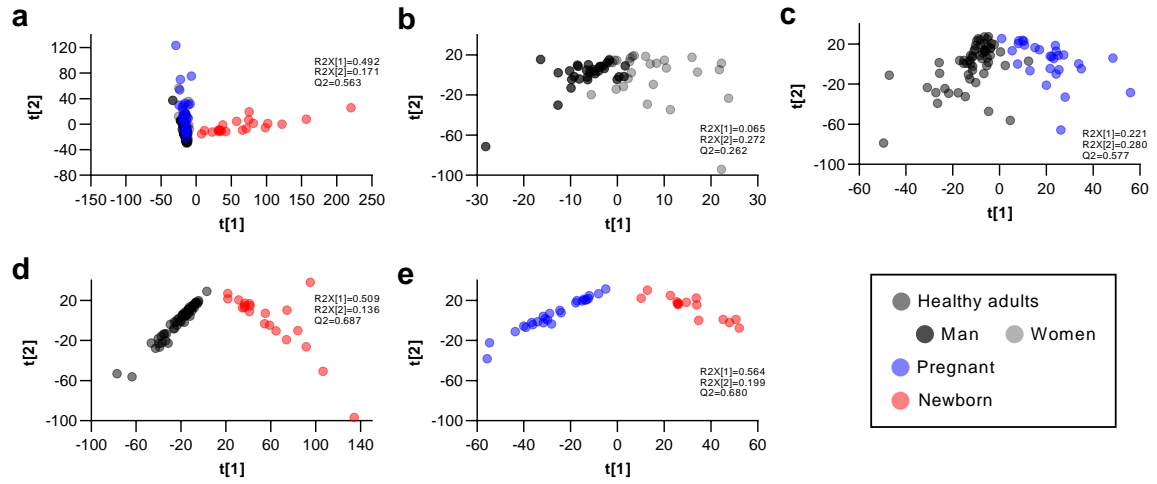 a
120
80
40
0
-40
-80
t[2]
-150 -100 -50 0 50 100 150 200 250
t[1]
R2X[1]=0.492
R2X[2]=0.171
Q2=0.563
b
20
-20
-60
-100
t[2]
-30 -20 -10 0 10 20 30
t[1]
R2X[1]=0.065
R2X[2]=0.272
Q2=0.262
c
20
-20
-60
-100
t[2]
-60 -40 -20 0 20 40 60
t[1]
R2X[1]=0.221
R2X[2]=0.280
Q2=0.577
d
20
-20
-60
-100
t[2]
-100 -60 -20 20 60 100 140
t[1]
R2X[1]=0.509
R2X[2]=0.136
Q2=0.687
e
20
-20
-60
-100
t[2]
-60 -40 -20 0 20 40 60
t[1]
R2X[1]=0.564
R2X[2]=0.199
Q2=0.680
Healthy adults
Man Women
Pregnant
Newborn